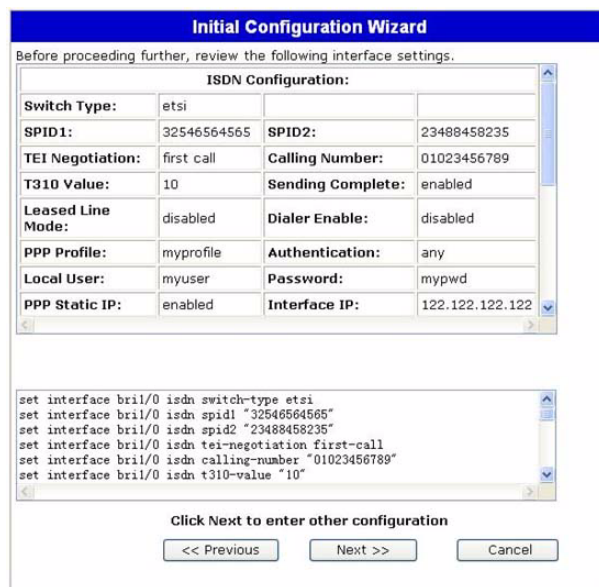 Initial Configuration Wizard
Before proceeding further, review the following interface settings.
ISDN Configuration:
Switch Type: etsi
SPID1: 32546564565 SPID2: 23488458235
TEI Negotiation: first call Calling Number: 01023456789
T310 Value: 10 Sending Complete: enabled
Leased Line Mode: disabled Dialer Enable: disabled
PPP Profile: myprofile Authentication: any
Local User: myuser Password: mypwd
PPP Static IP: enabled Interface IP: 122.122.122.122
set interface bri1/0 isdn switch-type etsi
set interface bri1/0 isdn spid1 "32546564565"
set interface bri1/0 isdn spid2 "23488458235"
set interface bri1/0 isdn tei-negotiation first-call
set interface bri1/0 isdn calling-number "01023456789"
set interface bri1/0 isdn t310-value "10"
Click Next to enter other configuration
<< Previous Next >> Cancel